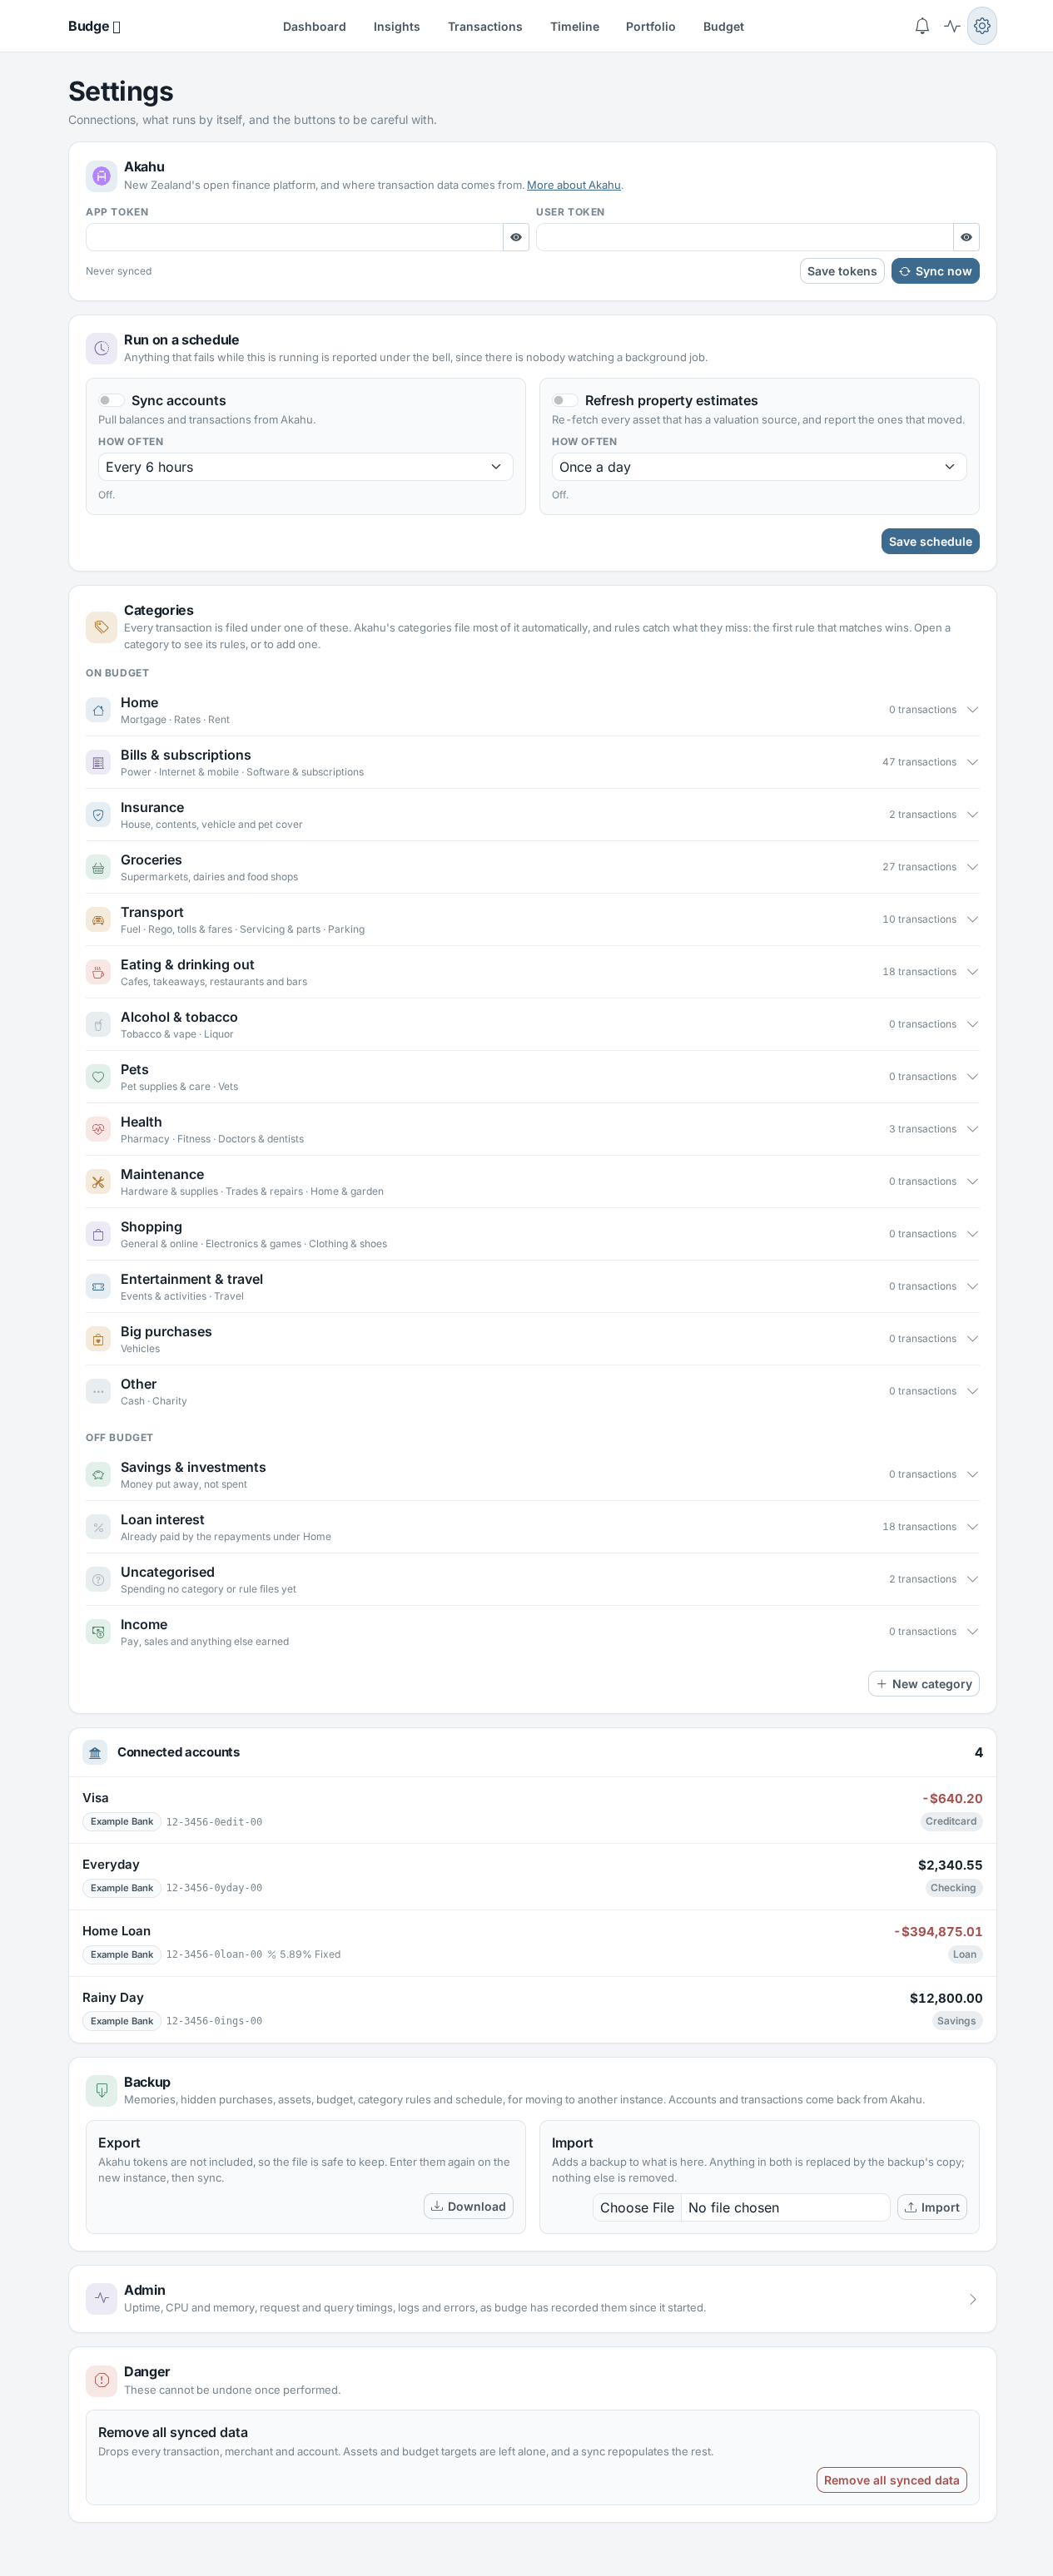 Budge
Dashboard Insights Transactions Timeline Portfolio Budget
Settings
Connections, what runs by itself, and the buttons to be careful with.
Akahu
New Zealand's open finance platform, and where transaction data comes from. More about Akahu.
APP TOKEN
USER TOKEN
Never synced
Save tokens
Sync now
Run on a schedule
Anything that fails while this is running is reported under the bell, since there is nobody watching a background job.
Sync accounts
Pull balances and transactions from Akahu.
HOW OFTEN
Every 6 hours
Off.
Refresh property estimates
Re-fetch every asset that has a valuation source, and report the ones that moved.
HOW OFTEN
Once a day
Off.
Save schedule
Categories
Every transaction is filed under one of these. Akahu's categories file most of it automatically, and rules catch what they miss: the first rule that matches wins. Open a
category to see its rules, or to add one.
ON BUDGET
Home
Mortgage · Rates · Rent
0 transactions
Bills & subscriptions
Power · Internet & mobile · Software & subscriptions
47 transactions
Insurance
House, contents, vehicle and pet cover
2 transactions
Groceries
Supermarkets, dairies and food shops
27 transactions
Transport
Fuel · Rego, tolls & fares · Servicing & parts · Parking
10 transactions
Eating & drinking out
Cafes, takeaways, restaurants and bars
18 transactions
Alcohol & tobacco
Tobacco & vape · Liquor
0 transactions
Pets
Pet supplies & care · Vets
0 transactions
Health
Pharmacy · Fitness · Doctors & dentists
3 transactions
Maintenance
Hardware & supplies · Trades & repairs · Home & garden
0 transactions
Shopping
General & online · Electronics & games · Clothing & shoes
0 transactions
Entertainment & travel
Events & activities · Travel
0 transactions
Big purchases
Vehicles
0 transactions
Other
Cash · Charity
0 transactions
OFF BUDGET
Savings & investments
Money put away, not spent
0 transactions
Loan interest
Already paid by the repayments under Home
18 transactions
Uncategorised
Spending no category or rule files yet
2 transactions
Income
Pay, sales and anything else earned
0 transactions
New category
Connected accounts
4
Visa
-$640.20
Example Bank 12-3456-0edit-00
Creditcard
Everyday
$2,340.55
Example Bank 12-3456-0yday-00
Checking
Home Loan
-$394,875.01
Example Bank 12-3456-0loan-00 % 5.89% Fixed
Loan
Rainy Day
$12,800.00
Example Bank 12-3456-0ings-00
Savings
Backup
Memories, hidden purchases, assets, budget, category rules and schedule, for moving to another instance. Accounts and transactions come back from Akahu.
Export
Akahu tokens are not included, so the file is safe to keep. Enter them again on the
new instance, then sync.
Download
Import
Adds a backup to what is here. Anything in both is replaced by the backup's copy;
nothing else is removed.
Choose File No file chosen
Import
Admin
Uptime, CPU and memory, request and query timings, logs and errors, as budge has recorded them since it started.
Danger
These cannot be undone once performed.
Remove all synced data
Drops every transaction, merchant and account. Assets and budget targets are left alone, and a sync repopulates the rest.
Remove all synced data